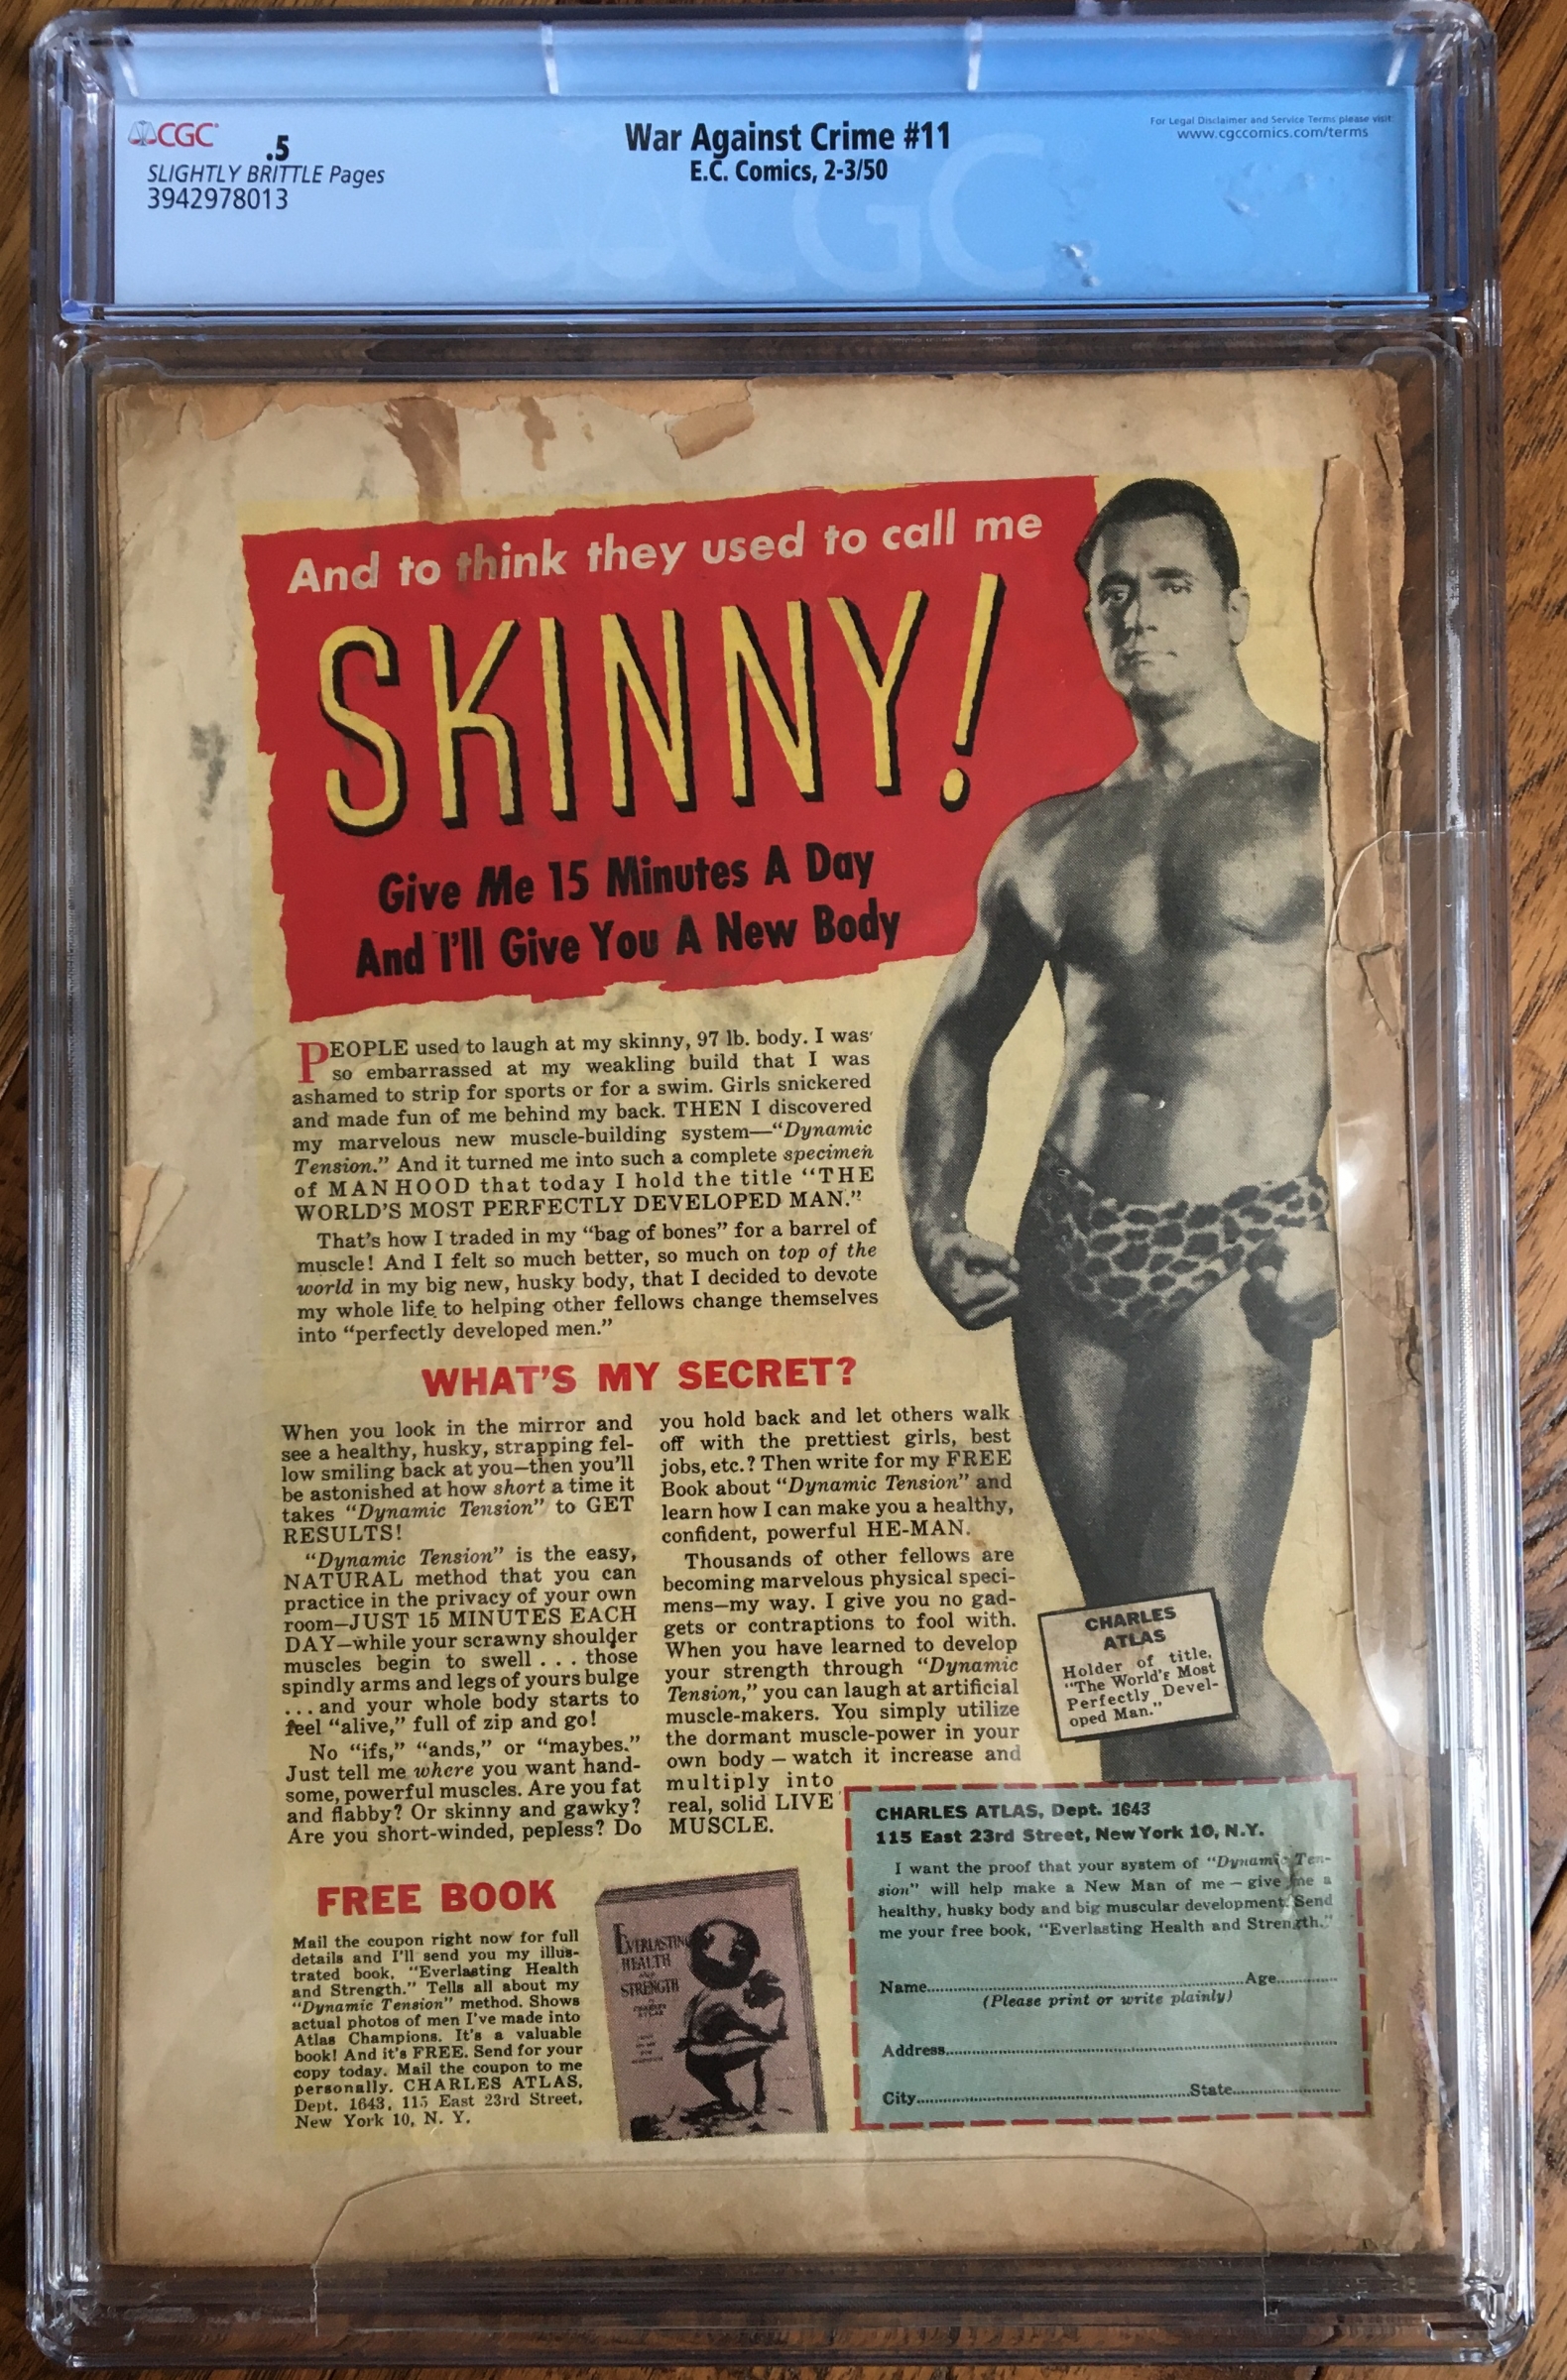 CGC
.5
SLIGHTLY BRITTLE Pages
3942978013
War Against Crime #11
E.C. Comics, 2-3/50
For Legal Disclaimer and Service Terms please visit:
www.cgccomics.com/terms
CGC
And to think they used to call me
SKINNY!
Give Me 15 Minutes A Day
And I'll Give You A New Body
PEOPLE used to laugh at my skinny, 97 lb. body. I was
so embarrassed at my weakling build that I was
ashamed to strip for sports or for a swim. Girls snickered
and made fun of me behind my back. THEN I discovered
my marvelous new muscle-building system—“Dynamic
Tension.” And it turned me into such a complete specimen
of MANHOOD that today I hold the title “THE
WORLD'S MOST PERFECTLY DEVELOPED MAN.”
That's how I traded in my “bag of bones” for a barrel of
muscle! And I felt so much better, so much on top of the
world in my big new, husky body, that I decided to devote
my whole life to helping other fellows change themselves
into “perfectly developed men.”
WHAT'S MY SECRET?
When you look in the mirror and
see a healthy, husky, strapping fel-
low smiling back at you—then you'll
be astonished at how short a time it
takes “Dynamic Tension” to GET
RESULTS!
“Dynamic Tension” is the easy,
NATURAL method that you can
practice in the privacy of your own
room—JUST 15 MINUTES EACH
DAY—while your scrawny shoulder
muscles begin to swell . . . those
spindly arms and legs of yours bulge
. . . and your whole body starts to
feel “alive,” full of zip and go!
No “ifs,” “ands,” or “maybes.”
Just tell me where you want hand-
some, powerful muscles. Are you fat
and flabby? Or skinny and gawky?
Are you short-winded, pepless? Do
you hold back and let others walk
off with the prettiest girls, best
jobs, etc.? Then write for my FREE
Book about “Dynamic Tension” and
learn how I can make you a healthy,
confident, powerful HE-MAN.
Thousands of other fellows are
becoming marvelous physical speci-
mens—my way. I give you no gad-
gets or contraptions to fool with.
When you have learned to develop
your strength through “Dynamic
Tension,” you can laugh at artificial
muscle-makers. You simply utilize
the dormant muscle-power in your
own body – watch it increase and
multiply into
real, solid LIVE
MUSCLE.
CHARLES
ATLAS
Holder of title,
“The World's Most
Perfectly Devel-
oped Man.”
FREE BOOK
Mail the coupon right now for full
details and I'll send you my illus-
trated book, “Everlasting Health
and Strength.” Tells all about my
“Dynamic Tension” method. Shows
actual photos of men I've made into
Atlas Champions. It's a valuable
book! And it's FREE. Send for your
copy today. Mail the coupon to me
personally. CHARLES ATLAS,
Dept. 1643, 115 East 23rd Street,
New York 10, N. Y.
EVERLASTING
HEALTH
AND
STRENGTH
CHARLES ATLAS, Dept. 1643
115 East 23rd Street, New York 10, N.Y.
I want the proof that your system of “Dynamic Ten-
sion” will help make a New Man of me – give me a
healthy, husky body and big muscular development. Send
me your free book, “Everlasting Health and Strength.”
Name.....Age.....
(Please print or write plainly)
Address.....
City.....State.....